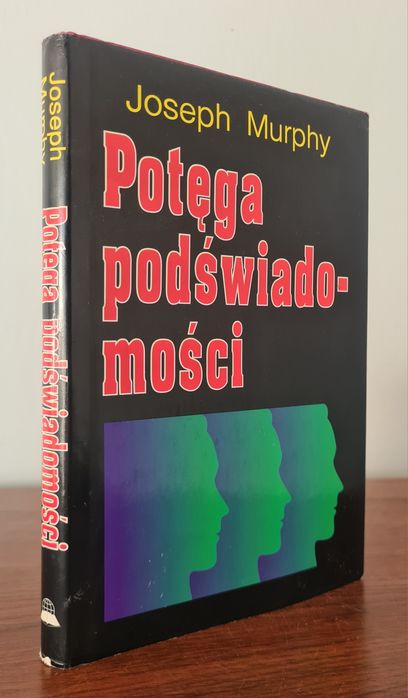 Joseph Murphy
Potęga
podświado-
mości
Joseph
Murphy
Potęga podświadomości